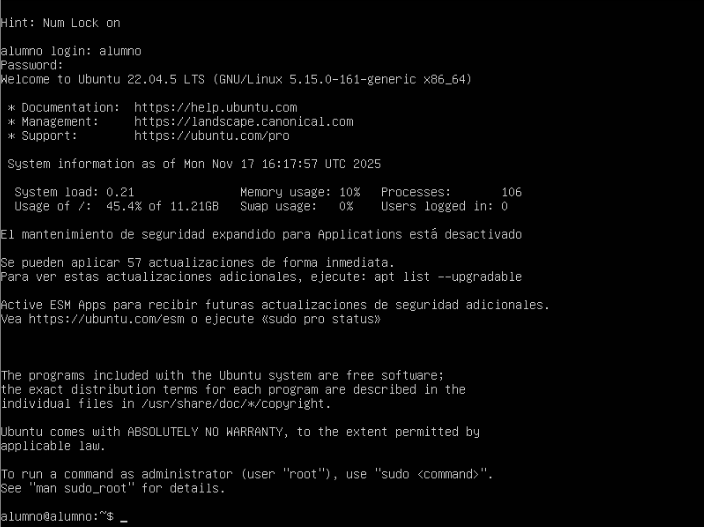 Hint: Num Lock on
alumno login: alumno
Password:
Welcome to Ubuntu 22.04.5 LTS (GNU/Linux 5.15.0-161-generic x86_64)
* Documentation:  https://help.ubuntu.com
* Management:     https://landscape.canonical.com
* Support:        https://ubuntu.com/pro
System information as of Mon Nov 17 16:17:57 UTC 2025
System load: 0.21               Memory usage: 10%   Processes:       106
Usage of /:  45.4% of 11.21GB   Swap usage:   0%    Users logged in: 0
El mantenimiento de seguridad expandido para Applications está desactivado
Se pueden aplicar 57 actualizaciones de forma inmediata.
Para ver estas actualizaciones adicionales, ejecute: apt list --upgradable
Active ESM Apps para recibir futuras actualizaciones de seguridad adicionales.
Vea https://ubuntu.com/esm o ejecute «sudo pro status»
The programs included with the Ubuntu system are free software;
the exact distribution terms for each program are described in the
individual files in /usr/share/doc/*/copyright.
Ubuntu comes with ABSOLUTELY NO WARRANTY, to the extent permitted by
applicable law.
To run a command as administrator (user "root"), use "sudo <command>".
See "man sudo_root" for details.
alumno@alumno:~$ _